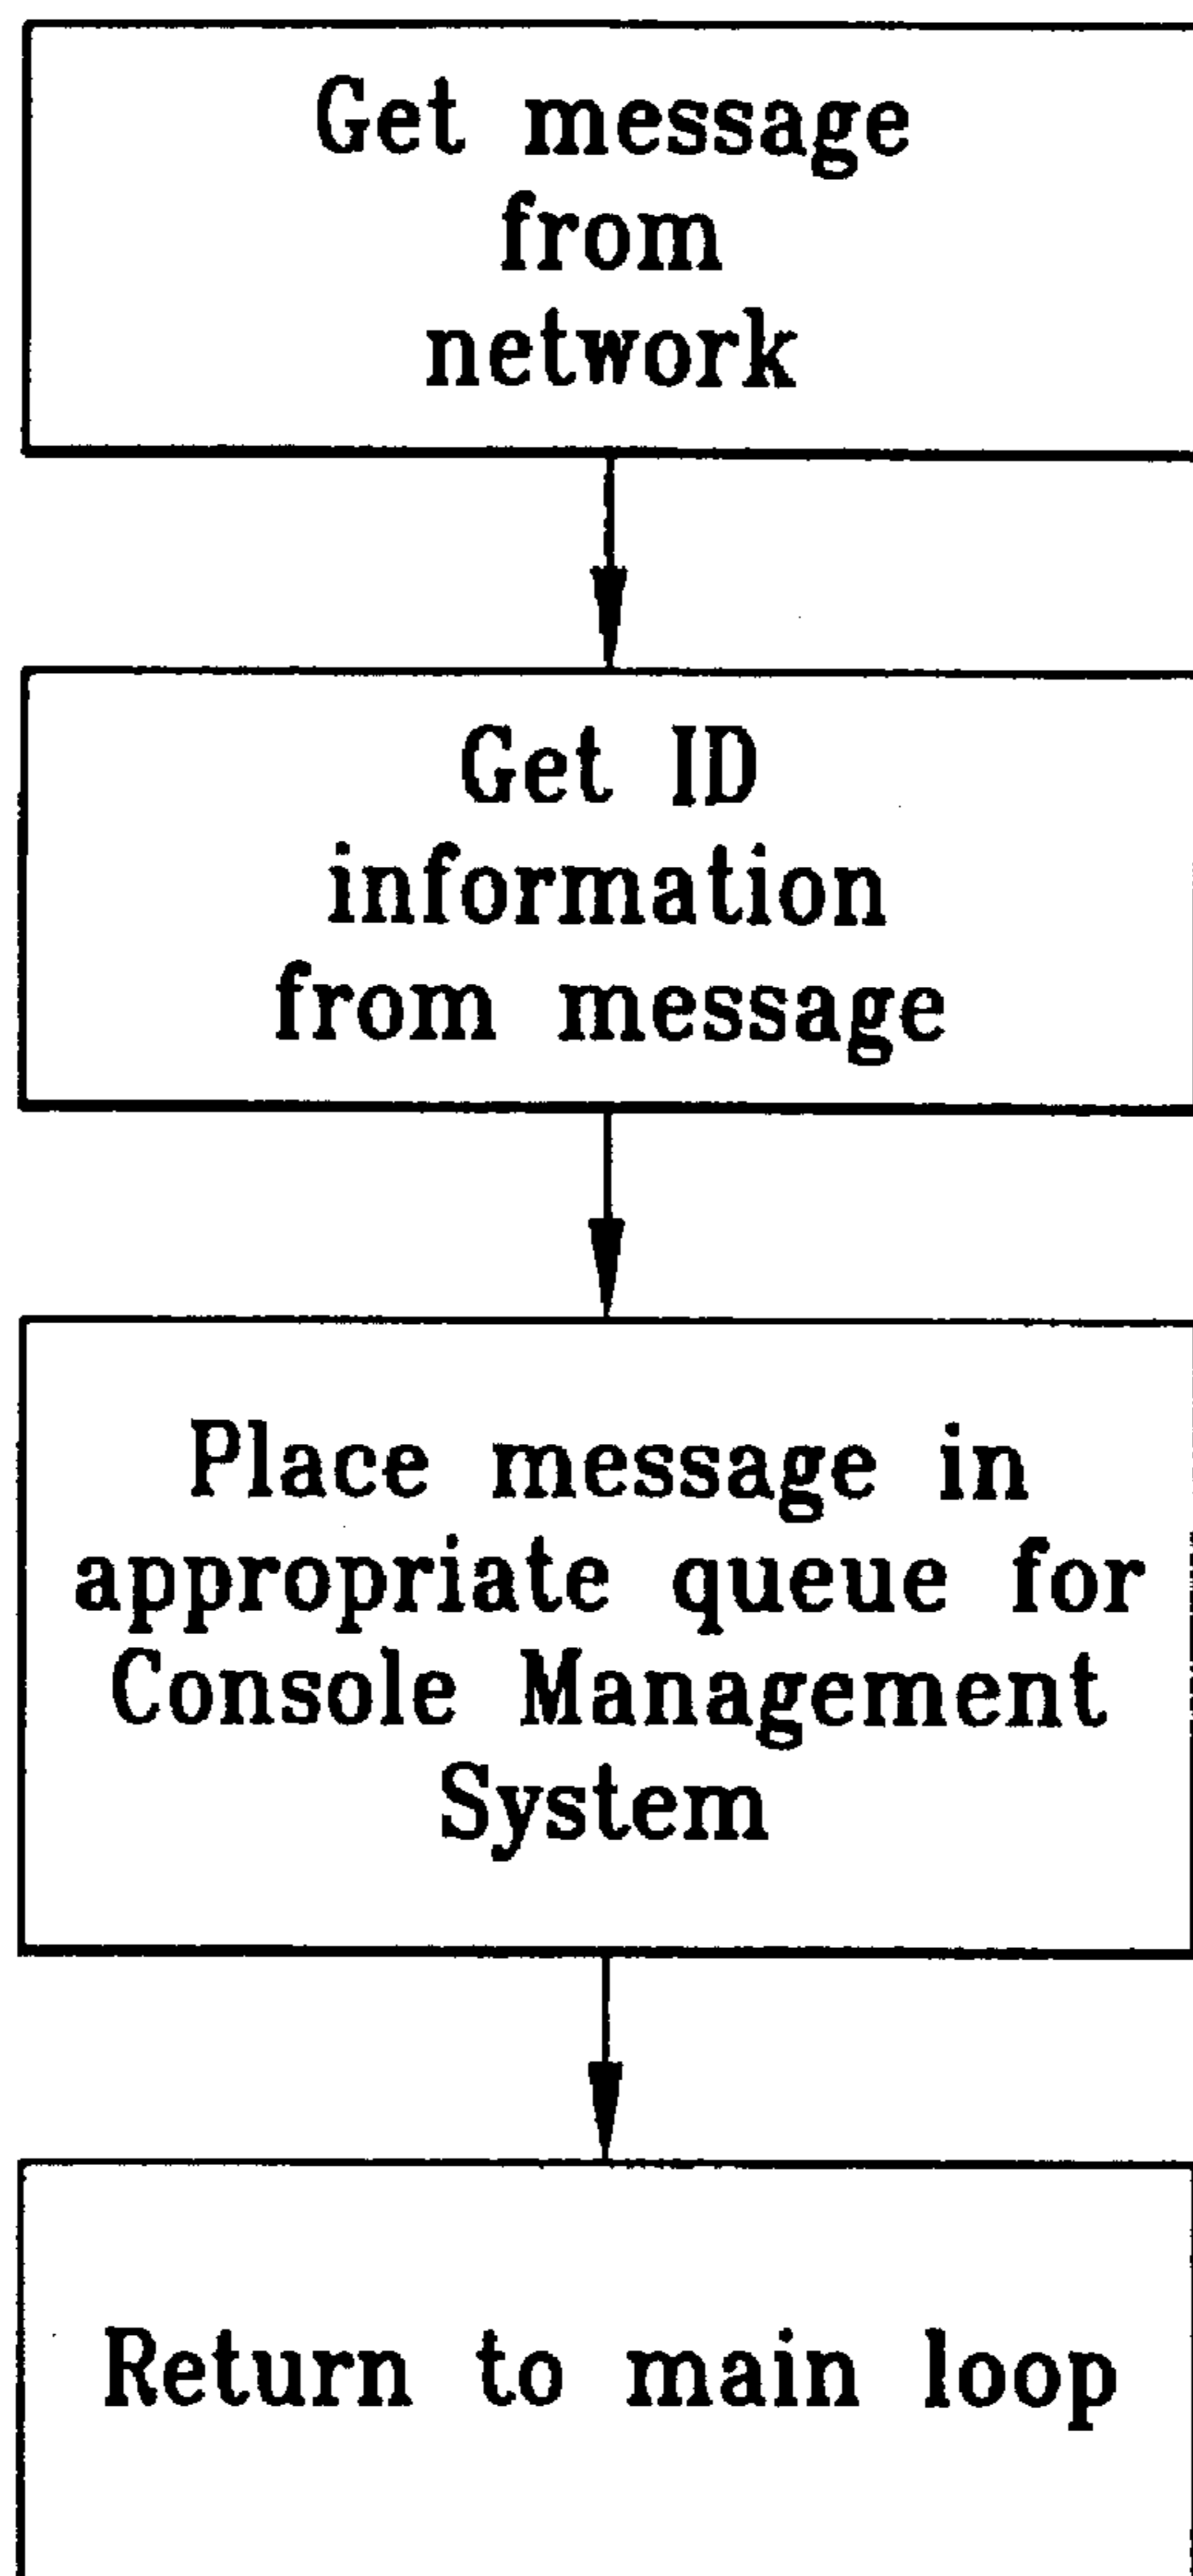 Get message
from
network
Get ID
information
from message
Place message in
appropriate queue for
Console Management
System
Return to main loop